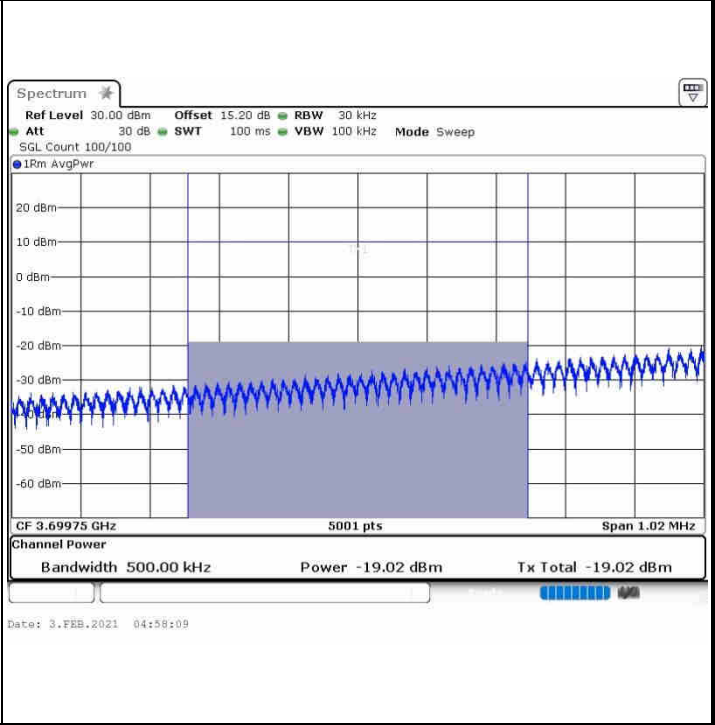 Spectrum
Ref Level 30.00 dBm Offset 15.20 dB RBW 30 kHz
Att 30 dB SWT 100 ms VBW 100 kHz Mode Sweep
SGL Count 100/100
1Rm AvgPwr
20 dBm
10 dBm
0 dBm
-10 dBm
-20 dBm
-30 dBm
-40 dBm
-50 dBm
-60 dBm
CF 3.69975 GHz 5001 pts Span 1.02 MHz
Channel Power
Bandwidth 500.00 kHz Power -19.02 dBm Tx Total -19.02 dBm
Date: 3.FEB.2021 04:58:09